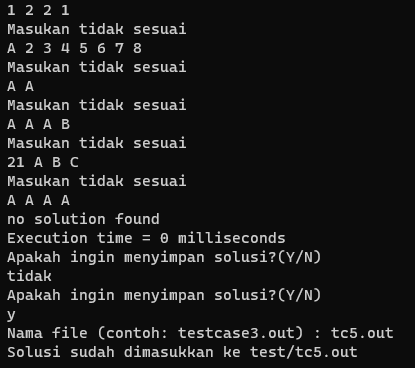 1 2 2 1
Masukan tidak sesuai
A 2 3 4 5 6 7 8
Masukan tidak sesuai
A A
Masukan tidak sesuai
A A A B
Masukan tidak sesuai
21 A B C
Masukan tidak sesuai
A A A A
no solution found
Execution time = 0 milliseconds
Apakah ingin menyimpan solusi?(Y/N)
tidak
Apakah ingin menyimpan solusi?(Y/N)
y
Nama file (contoh: testcase3.out) : tc5.out
Solusi sudah dimasukkan ke test/tc5.out